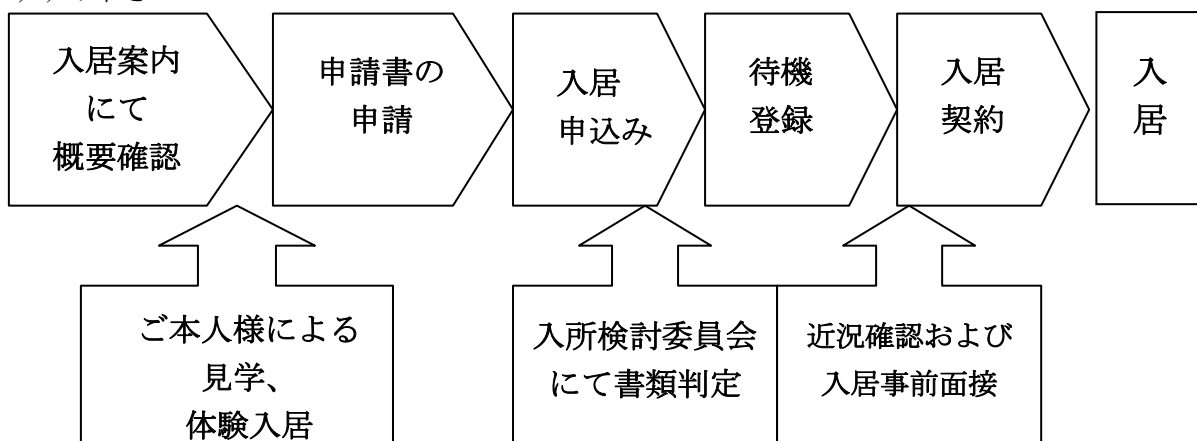 入居案内
にて
概要確認
申請書の
申請
入居
申込み
待機
登録
入居
契約
入
居
ご本人様による
見学、
体験入居
入所検討委員会
にて書類判定
近況確認および
入居事前面接